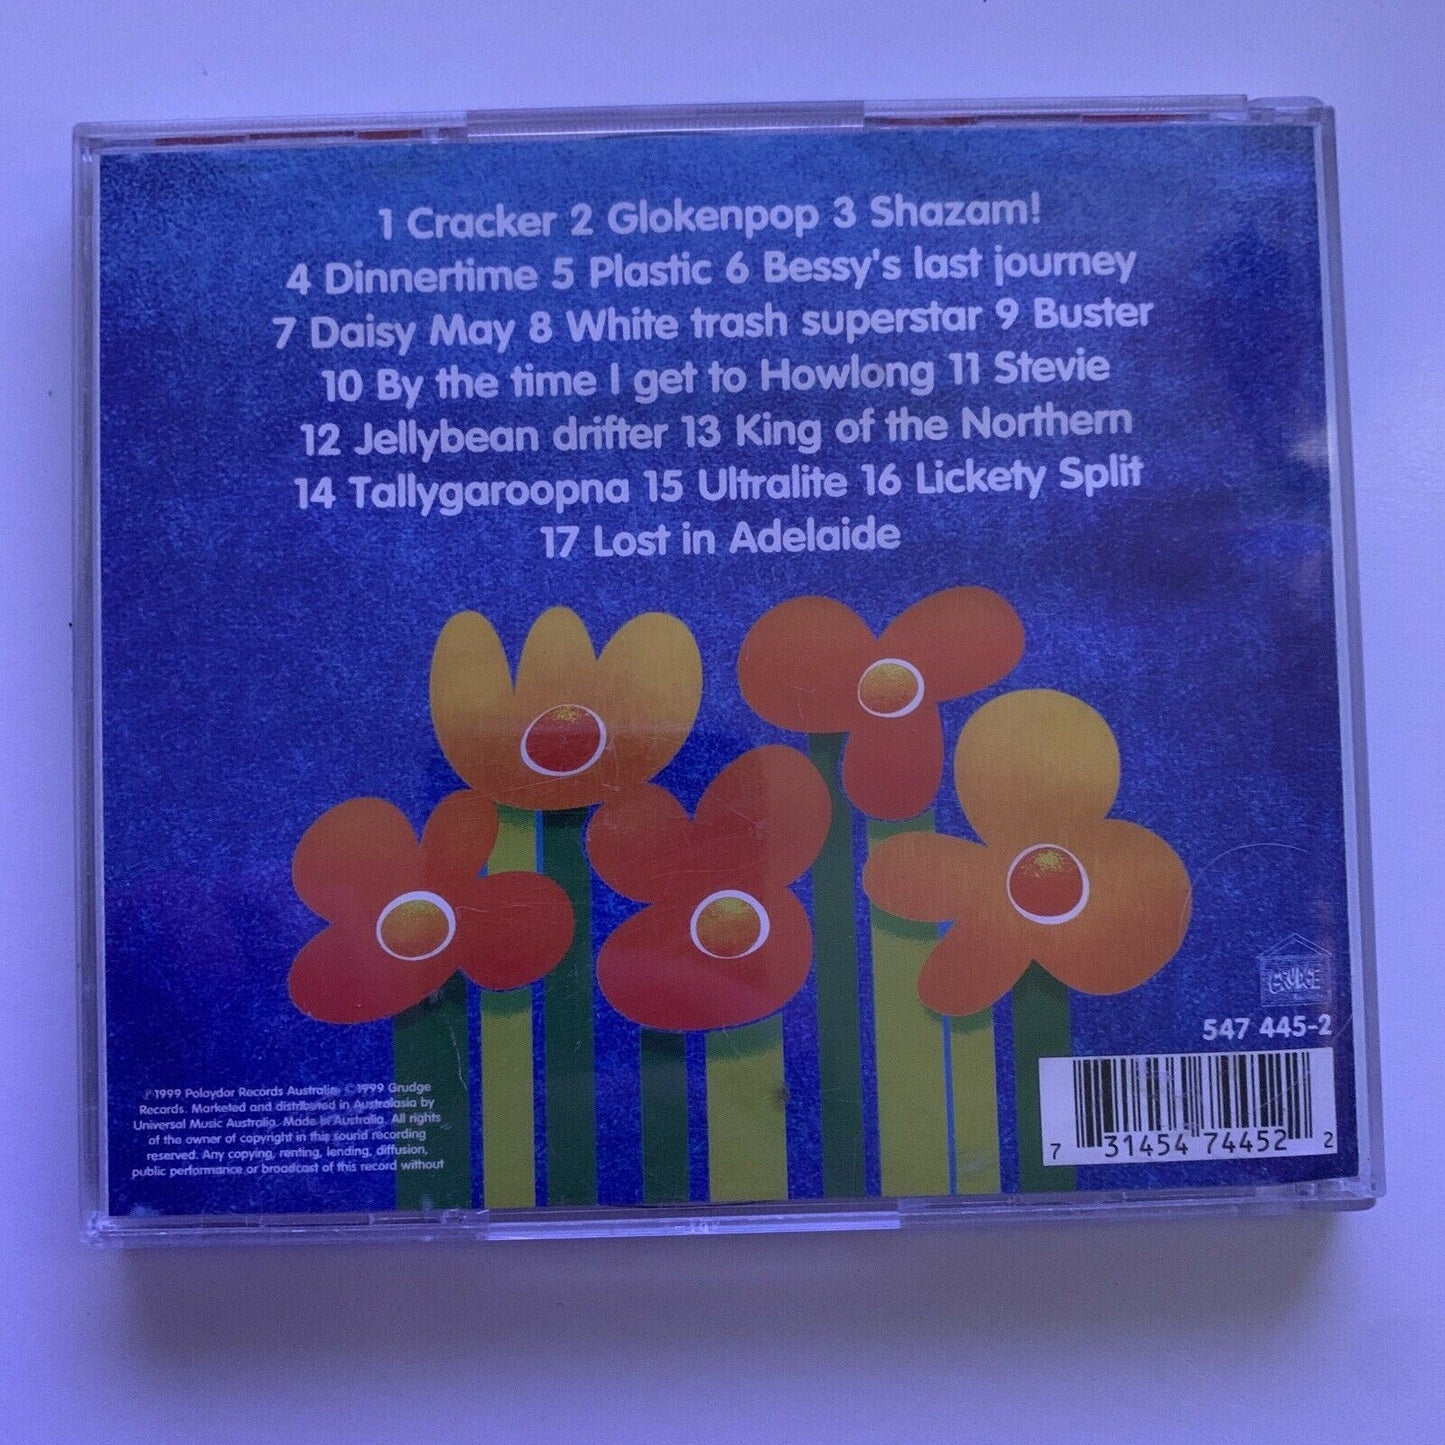 1 Cracker 2 Glokenpop 3 Shazam!
4 Dinnertime 5 Plastic 6 Bessy's last journey
7 Daisy May 8 White trash superstar 9 Buster
10 By the time I get to Howlong 11 Stevie
12 Jellybean drifter 13 King of the Northern
14 Tallygaroopna 15 Ultralite 16 Lickety Split
17 Lost in Adelaide
GRUDGE
547 445-2
℗1999 Polaydor Records Australia ©1999 Grudge
Records. Marketed and distributed in Australasia by
Universal Music Australia. Made in Australia. All rights
of the owner of copyright in this sound recording
reserved. Any copying, renting, lending, diffusion,
public performance or broadcast of this record without
7 31454 74452 2